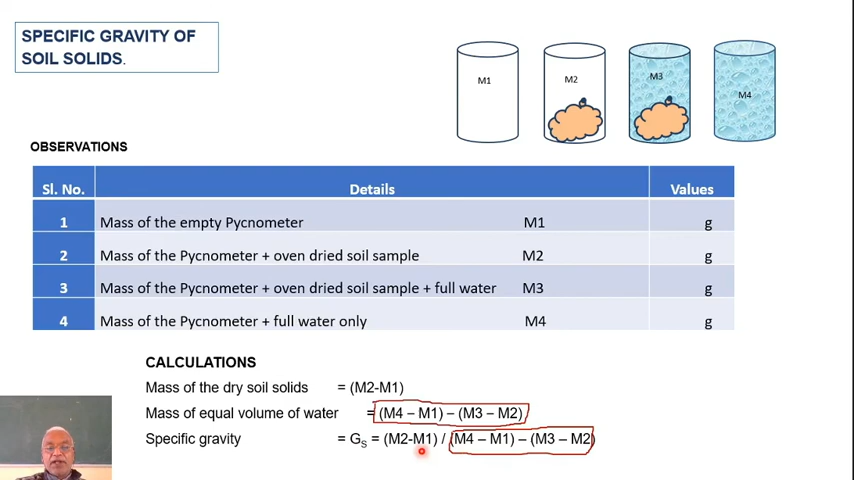 SPECIFIC GRAVITY OF
SOIL SOLIDS.
M1
M2
M3
M4
OBSERVATIONS
Sl. No. Details Values
1 Mass of the empty Pycnometer M1 g
2 Mass of the Pycnometer + oven dried soil sample M2 g
3 Mass of the Pycnometer + oven dried soil sample + full water M3 g
4 Mass of the Pycnometer + full water only M4 g
CALCULATIONS
Mass of the dry soil solids = (M2-M1)
Mass of equal volume of water = (M4 – M1) – (M3 – M2)
Specific gravity = GS = (M2-M1) / (M4 – M1) – (M3 – M2)